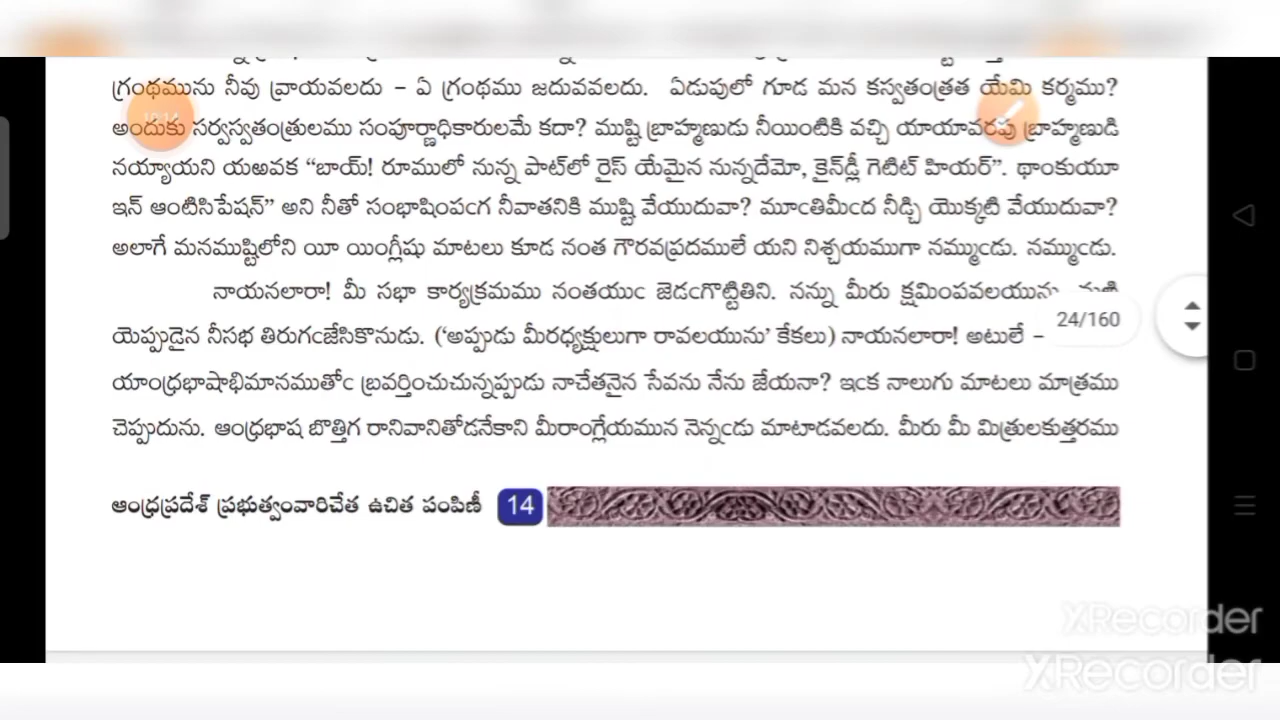 గ్రంథమును నీవు వ్రాయవలదు – ఏ గ్రంథము జదువవలదు. ఏడుపులో గూడ మన కస్వతంత్రత యేమి కర్మము?
అందుకు సర్వస్వతంత్రులము సంపూర్ణాధికారులమే కదా? ముష్టి బ్రాహ్మణుడు నీయింటికి వచ్చి యాయావరపు బ్రాహ్మణుడి
నయ్యాయని యఱవక “బాయ్! రూములో నున్న పాట్‌లో రైస్ యేమైన నున్నదేమో, కైన్‌డ్లీ గెటిట్ హియర్”. థాంకుయూ
ఇన్ ఆంటిసిపేషన్” అని నీతో సంభాషింపఁగ నీవాతనికి ముష్టి వేయుదువా? మూఁతిమీఁద నీడ్చి యొక్కటి వేయుదువా?
అలాగే మనముష్టిలోని యీ యింగ్లీషు మాటలు కూడ నంత గౌరవప్రదములే యని నిశ్చయముగా నమ్ముఁడు. నమ్ముఁడు.
నాయనలారా! మీ సభా కార్యక్రమము నంతయుఁ జెడఁగొట్టితిని. నన్ను మీరు క్షమింపవలయును
యెప్పుడైన నీసభ తిరుగఁజేసికొనుడు. (‘అప్పుడు మీరధ్యక్షులుగా రావలయును’ కేకలు) నాయనలారా! అటులే –
24/160
యాంధ్రభాషాభిమానముతోఁ బ్రవర్తించుచున్నప్పుడు నాచేతనైన సేవను నేను జేయనా? ఇఁక నాలుగు మాటలు మాత్రము
చెప్పుదును. ఆంధ్రభాష బొత్తిగ రానివానితోడనేకాని మీరాంగ్లేయమున నెన్నఁడు మాటాడవలదు. మీరు మీ మిత్రులకుత్తరము
ఆంధ్రప్రదేశ్ ప్రభుత్వంవారిచేత ఉచిత పంపిణీ 14
XRecorder
XRecorder